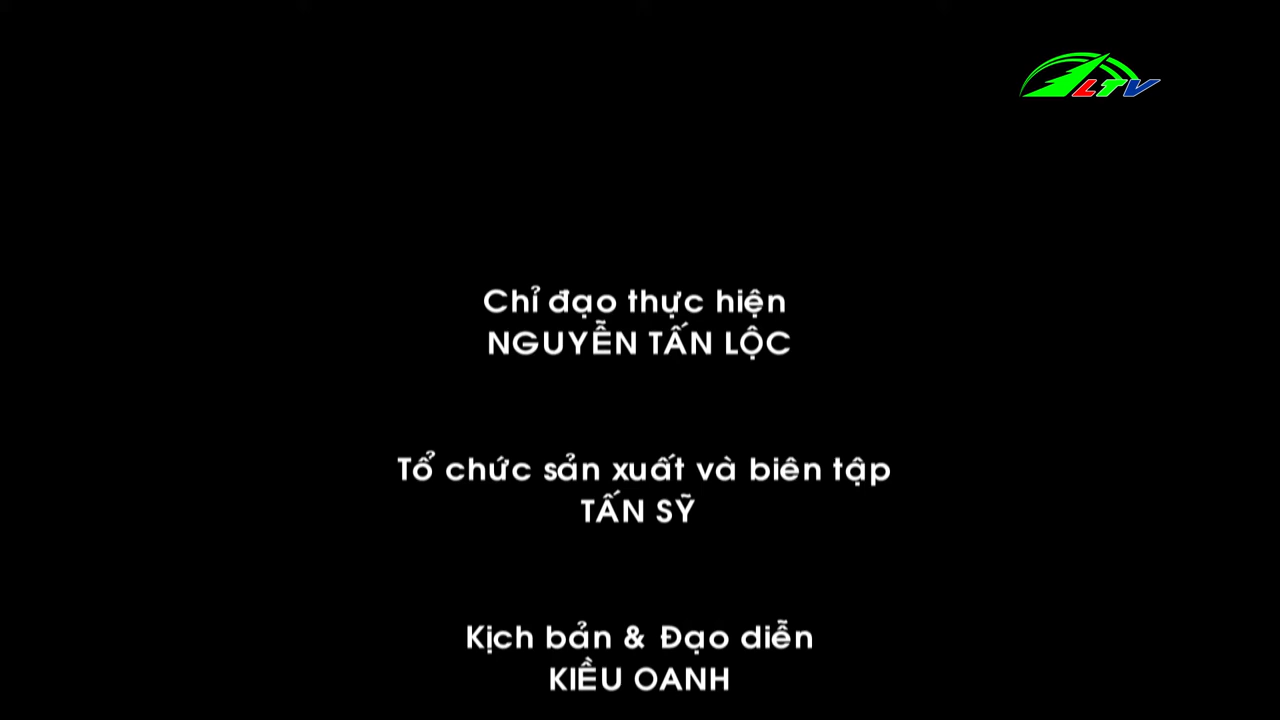 LTV
Chỉ đạo thực hiện
NGUYỄN TẤN LỘC
Tổ chức sản xuất và biên tập
TẤN SỸ
Kịch bản & Đạo diễn
KIỀU OANH